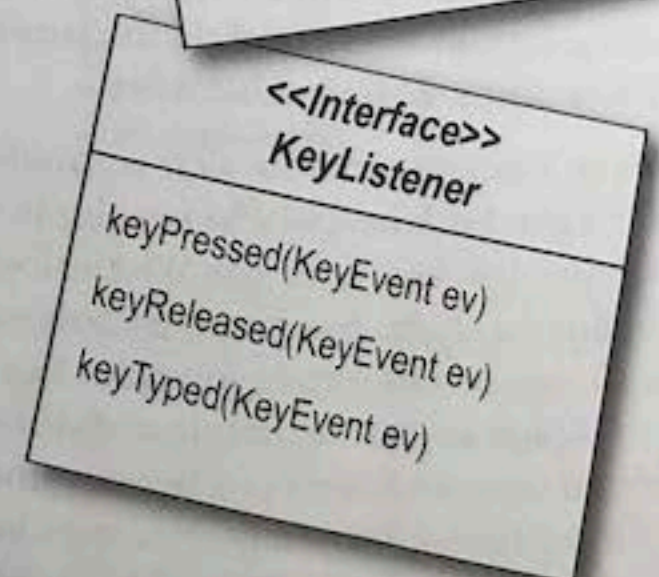 <<Interface>>
KeyListener
keyPressed(KeyEvent ev)
keyReleased(KeyEvent ev)
keyTyped(KeyEvent ev)